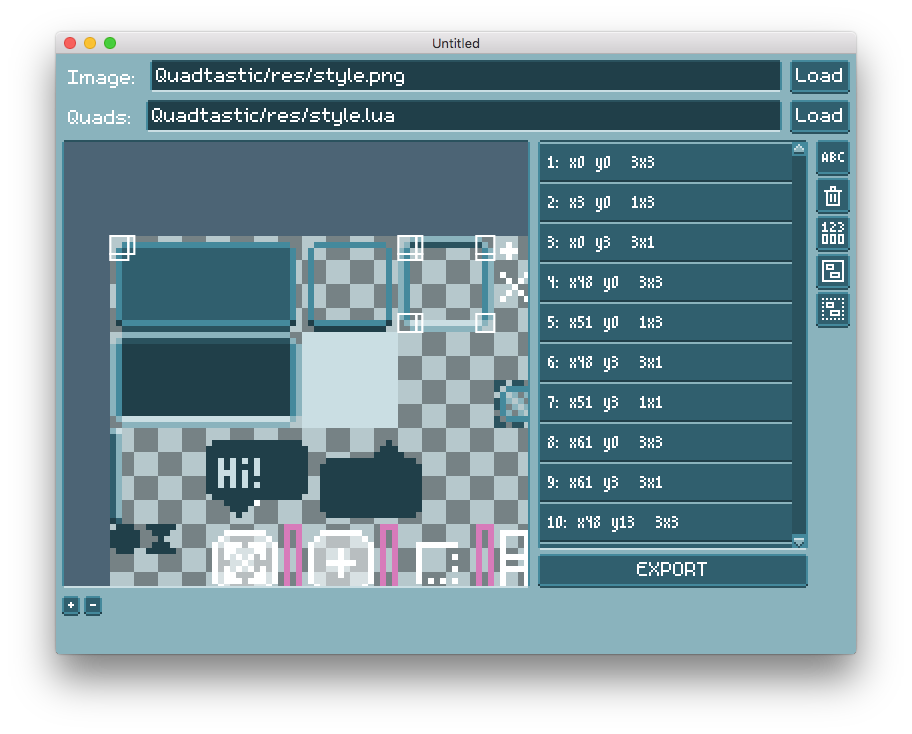 Untitled
Image: Quadtastic/res/style.png Load
Quads: Quadtastic/res/style.lua Load
1: x0 y0 3x3
2: x3 y0 1x3
3: x0 y3 3x1
4: x48 y0 3x3
5: x51 y0 1x3
6: x48 y3 3x1
7: x51 y3 1x1
8: x61 y0 3x3
9: x61 y3 3x1
10: x48 y13 3x3
ABC
123
Hi!
EXPORT
+ -